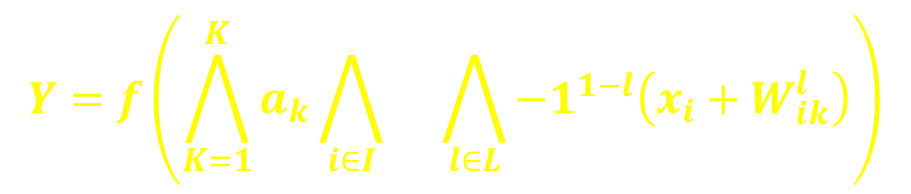 Y = f(⋀_{K=1}^{K} a_k ⋀_{i∈I} ⋀_{l∈L} −1^{1−l}(x_i + W_{ik}^{l}))